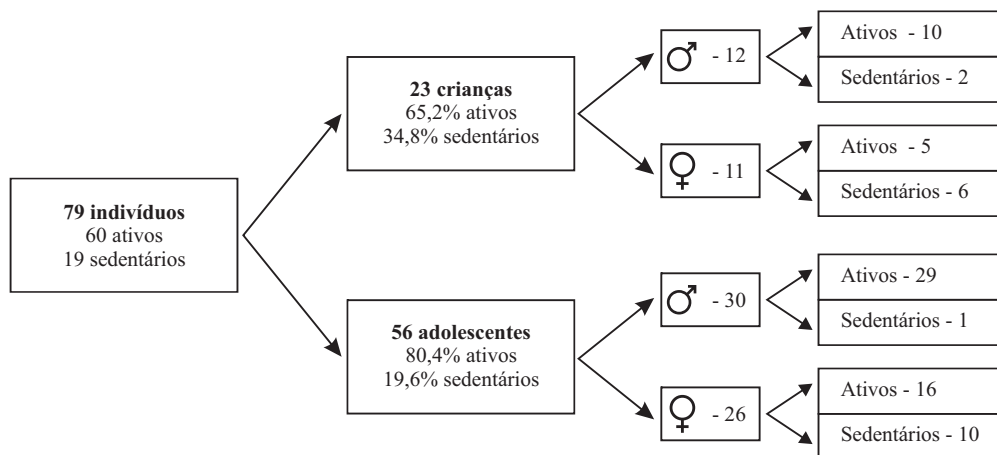 79 indivíduos
60 ativos
19 sedentários
23 crianças
65,2% ativos
34,8% sedentários
♂ - 12
Ativos - 10
Sedentários - 2
♀ - 11
Ativos - 5
Sedentários - 6
56 adolescentes
80,4% ativos
19,6% sedentários
♂ - 30
Ativos - 29
Sedentários - 1
♀ - 26
Ativos - 16
Sedentários - 10